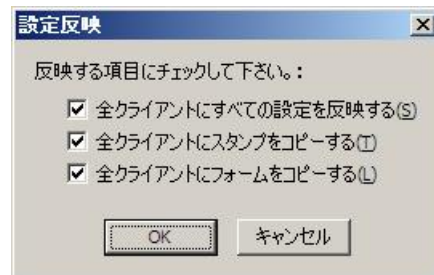 設定反映
反映する項目にチェックして下さい。:
全クライアントにすべての設定を反映する(S)
全クライアントにスタンプをコピーする(T)
全クライアントにフォームをコピーする(L)
OK
キャンセル